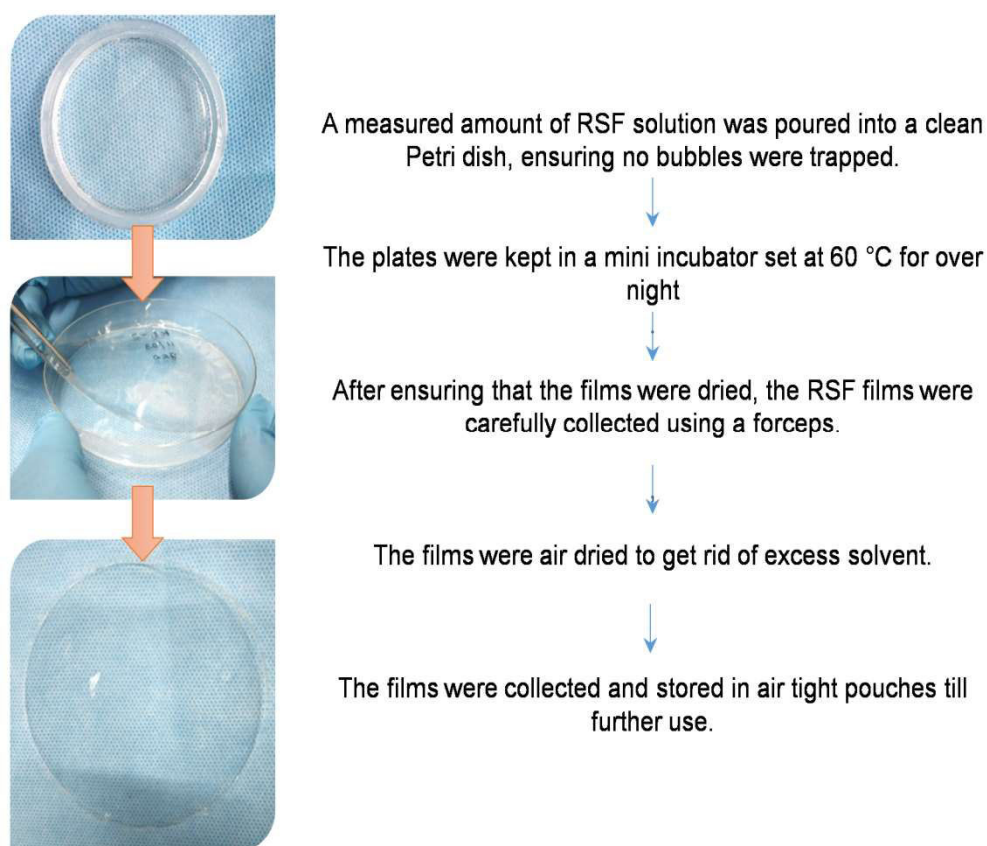 A measured amount of RSF solution was poured into a clean
Petri dish, ensuring no bubbles were trapped.
The plates were kept in a mini incubator set at 60 °C for over
night
.
After ensuring that the films were dried, the RSF films were
carefully collected using a forceps.
The films were air dried to get rid of excess solvent.
The films were collected and stored in air tight pouches till
further use.